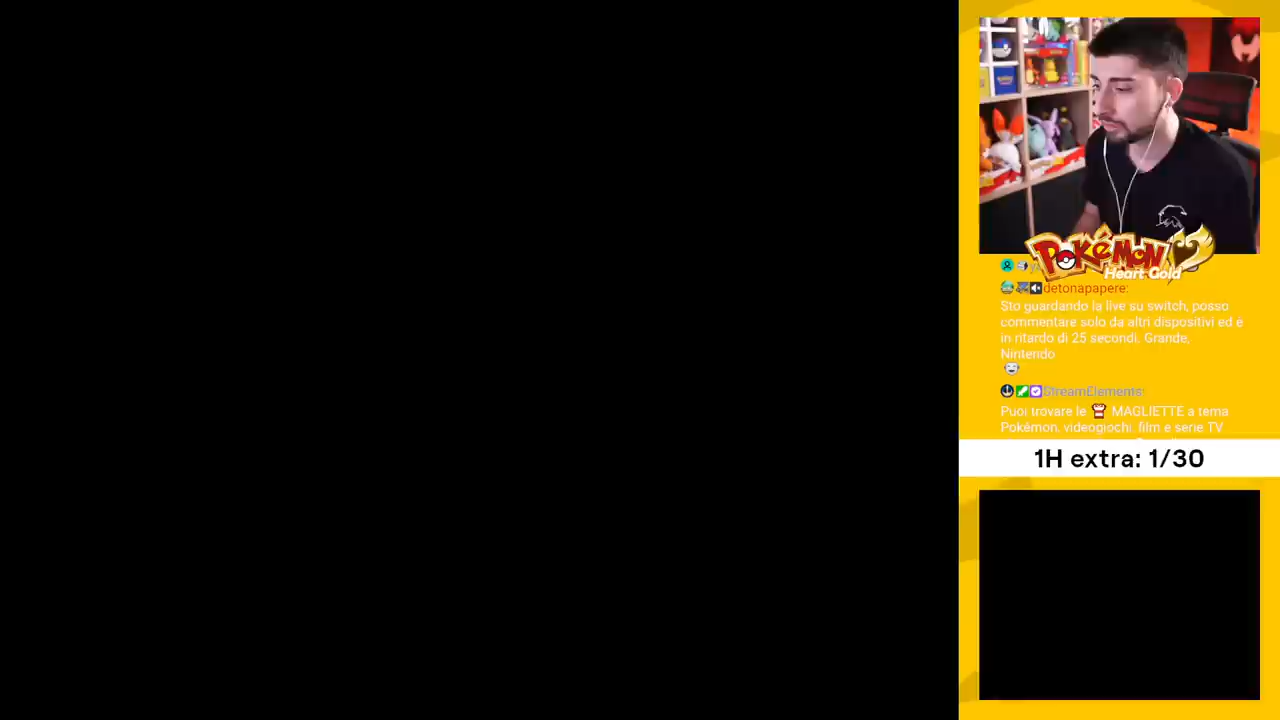 POKéMON
Heart Gold
detonapapere:
Sto guardando la live su switch, posso
commentare solo da altri dispositivi ed è
in ritardo di 25 secondi. Grande,
Nintendo
StreamElements:
Puoi trovare le MAGLIETTE a tema
Pokémon, videogiochi, film e serie TV
1H extra: 1/30